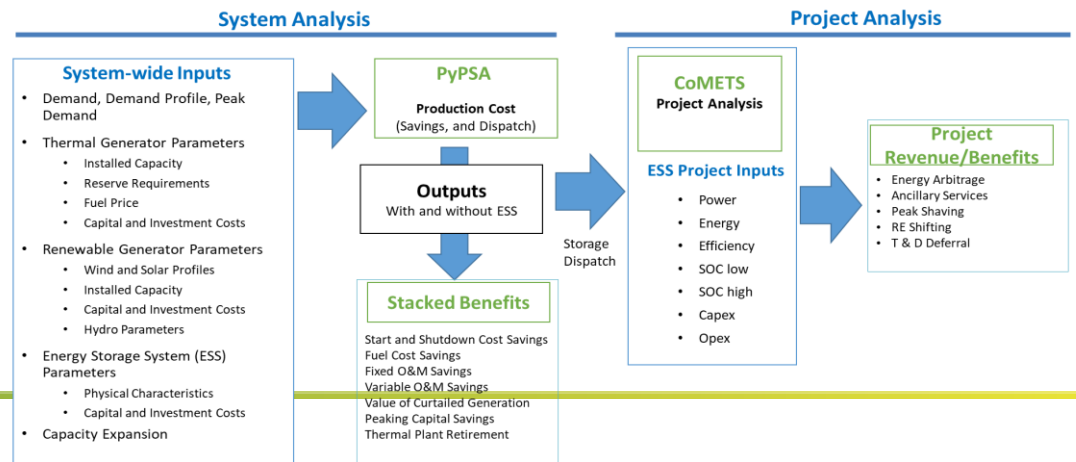 System Analysis
Project Analysis
System-wide Inputs
• Demand, Demand Profile, Peak
Demand
• Thermal Generator Parameters
• Installed Capacity
• Reserve Requirements
• Fuel Price
• Capital and Investment Costs
• Renewable Generator Parameters
• Wind and Solar Profiles
• Installed Capacity
• Capital and Investment Costs
• Hydro Parameters
• Energy Storage System (ESS)
Parameters
• Physical Characteristics
• Capital and Investment Costs
• Capacity Expansion
PyPSA
Production Cost
(Savings, and Dispatch)
Outputs
With and without ESS
Stacked Benefits
Start and Shutdown Cost Savings
Fuel Cost Savings
Fixed O&M Savings
Variable O&M Savings
Value of Curtailed Generation
Peaking Capital Savings
Thermal Plant Retirement
Storage
Dispatch
CoMETS
Project Analysis
ESS Project Inputs
• Power
• Energy
• Efficiency
• SOC low
• SOC high
• Capex
• Opex
Project
Revenue/Benefits
• Energy Arbitrage
• Ancillary Services
• Peak Shaving
• RE Shifting
• T & D Deferral